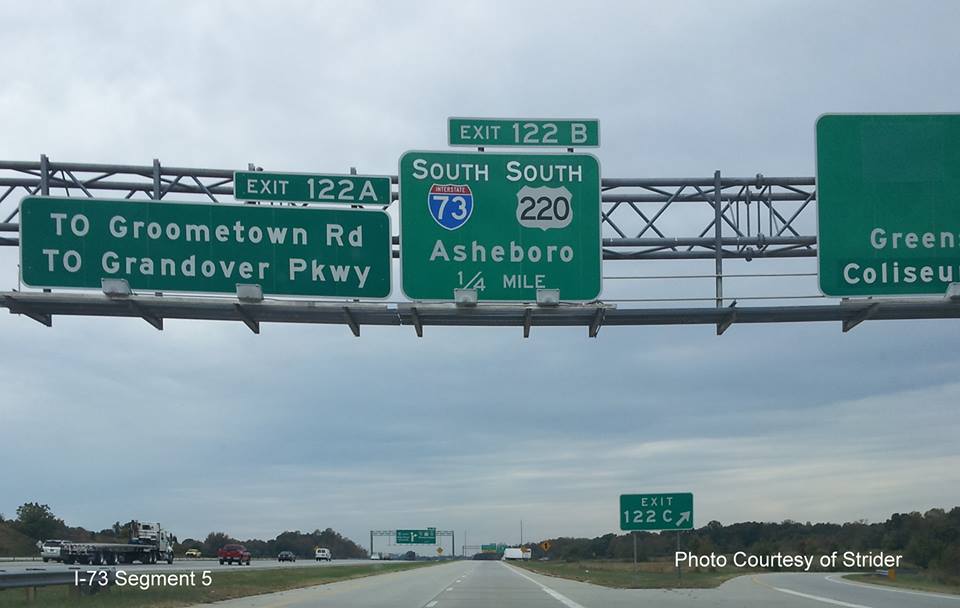 EXIT 122A
TO Groometown Rd
TO Grandover Pkwy
EXIT 122 B
SOUTH SOUTH
INTERSTATE
73 220
Asheboro
1/4 MILE
EXIT
122 C
I-73 Segment 5
Photo Courtesy of Strider